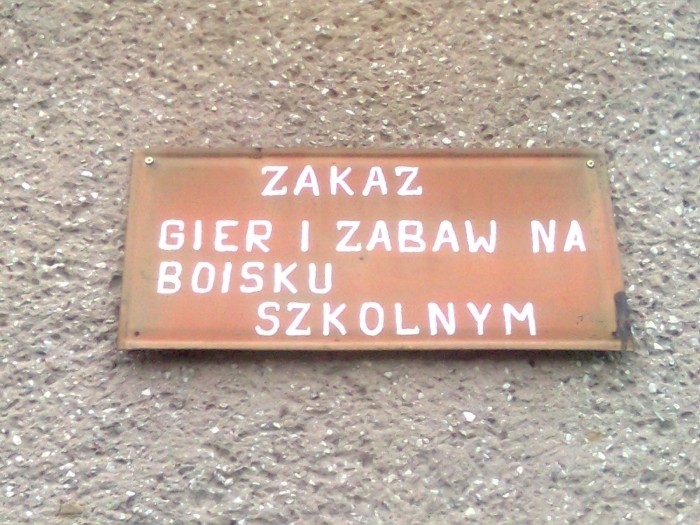 ZAKAZ
GIER I ZABAW NA
BOISKU
SZKOLNYM